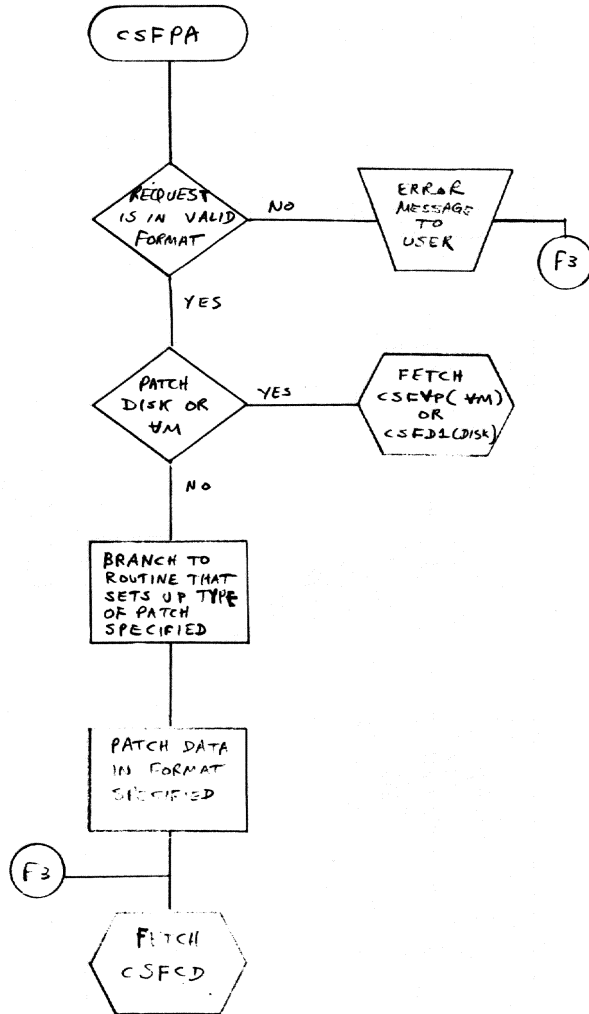 CSFPA
REQUEST
IS IN VALID
FORMAT
NO
ERROR
MESSAGE
TO
USER
F3
YES
PATCH
DISK OR
VM
YES
FETCH
CSFVP(VM)
OR
CSFD1(DISK)
NO
BRANCH TO
ROUTINE THAT
SETS UP TYPE
OF PATCH
SPECIFIED
PATCH DATA
IN FORMAT
SPECIFIED
F3
FETCH
CSFCD